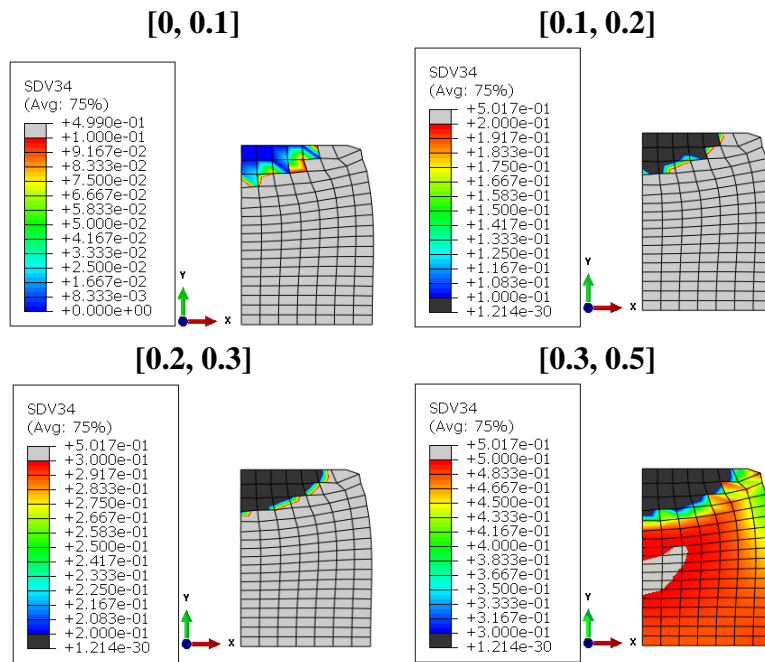 [0, 0.1]
SDV34
(Avg: 75%)
+4.990e-01
+1.000e-01
+9.167e-02
+8.333e-02
+7.500e-02
+6.667e-02
+5.833e-02
+5.000e-02
+4.167e-02
+3.333e-02
+2.500e-02
+1.667e-02
+8.333e-03
+0.000e+00
Y
X
[0.1, 0.2]
SDV34
(Avg: 75%)
+5.017e-01
+2.000e-01
+1.917e-01
+1.833e-01
+1.750e-01
+1.667e-01
+1.583e-01
+1.500e-01
+1.417e-01
+1.333e-01
+1.250e-01
+1.167e-01
+1.083e-01
+1.000e-01
+1.214e-30
Y
X
[0.2, 0.3]
SDV34
(Avg: 75%)
+5.017e-01
+3.000e-01
+2.917e-01
+2.833e-01
+2.750e-01
+2.667e-01
+2.583e-01
+2.500e-01
+2.417e-01
+2.333e-01
+2.250e-01
+2.167e-01
+2.083e-01
+2.000e-01
+1.214e-30
Y
X
[0.3, 0.5]
SDV34
(Avg: 75%)
+5.017e-01
+5.000e-01
+4.833e-01
+4.667e-01
+4.500e-01
+4.333e-01
+4.167e-01
+4.000e-01
+3.833e-01
+3.667e-01
+3.500e-01
+3.333e-01
+3.167e-01
+3.000e-01
+1.214e-30
Y
X